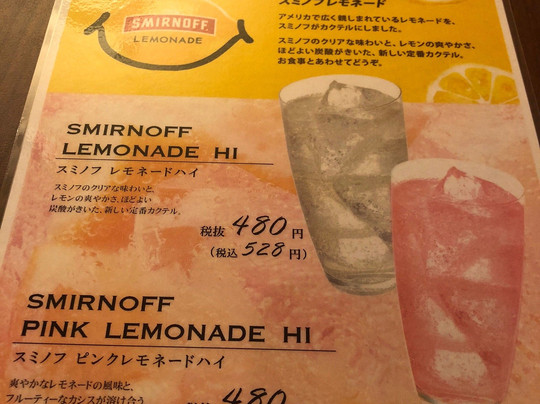 スミノフレモネード
SMIRNOFF
LEMONADE
アメリカで広く親しまれているレモネードを、
スミノフがカクテルにしました。
スミノフのクリアな味わいと、レモンの爽やかさ、
ほどよい炭酸がきいた、新しい定番カクテル。
お食事とあわせてどうぞ。
SMIRNOFF
LEMONADE HI
スミノフ レモネードハイ
スミノフのクリアな味わいと、
レモンの爽やかさ、ほどよい
炭酸がきいた、新しい定番カクテル。
税抜 480 円
(税込 528 円)
SMIRNOFF
PINK LEMONADE HI
スミノフ ピンクレモネードハイ
爽やかなレモネードの風味と、
フルーティーなカシスが溶け合う
税抜 480